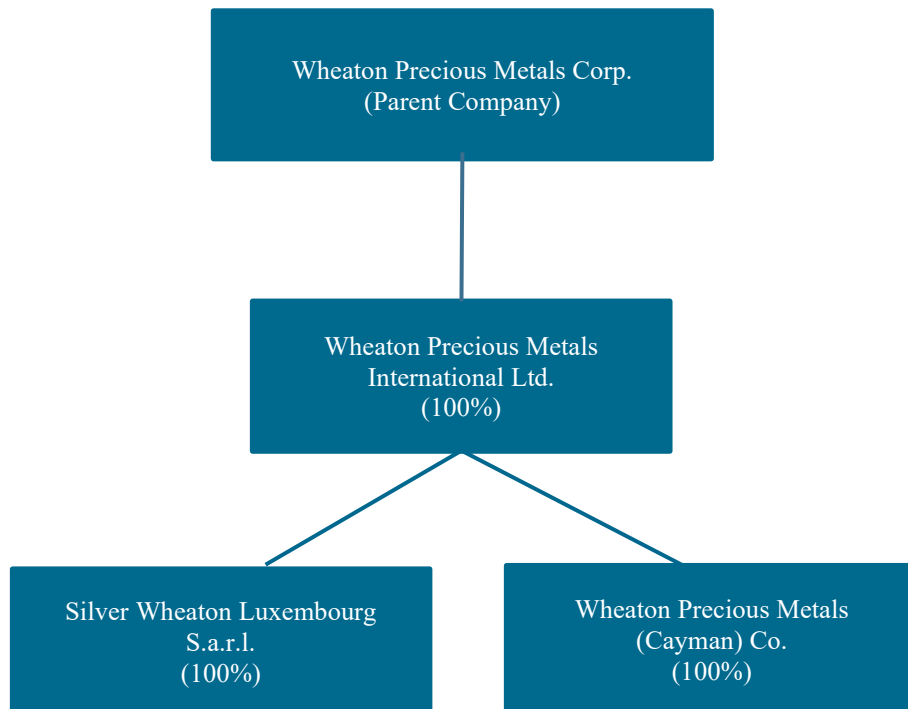 Wheaton Precious Metals Corp.
(Parent Company)
Wheaton Precious Metals
International Ltd.
(100%)
Silver Wheaton Luxembourg
S.a.r.l.
(100%)
Wheaton Precious Metals
(Cayman) Co.
(100%)